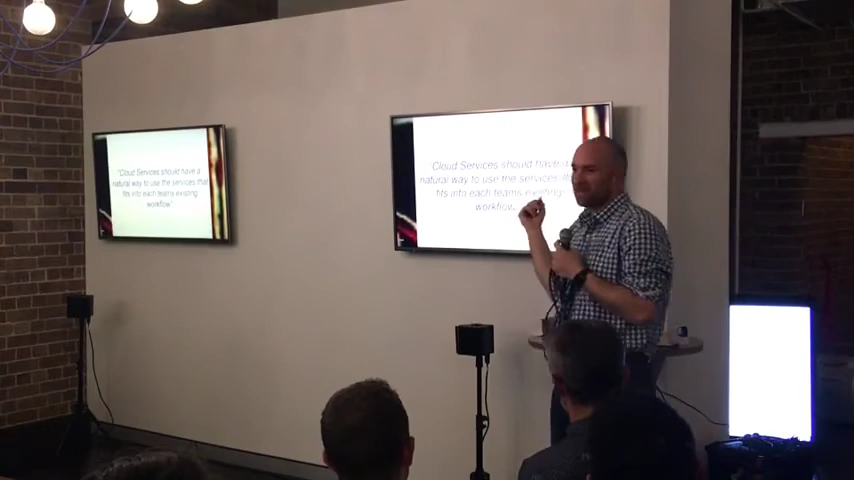 "Cloud Services should have a
natural way to use the services that
fits into each teams existing
workflow"
"Cloud Services should have a
natural way to use the services
fits into each teams existing
workflow"